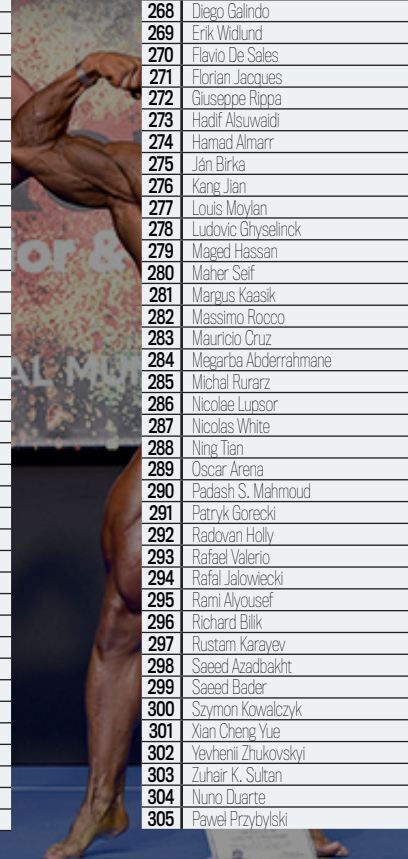 268 Diego Galindo
269 Erik Widlund
270 Flavio De Sales
271 Florian Jacques
272 Giuseppe Rippa
273 Hadif Alsuwaidi
274 Hamad Almarr
275 Ján Birka
276 Kang Jian
277 Louis Moylan
278 Ludovic Ghyselinck
279 Maged Hassan
280 Maher Seif
281 Margus Kaasik
282 Massimo Rocco
283 Mauricio Cruz
284 Megarba Abderrahmane
285 Michal Rurarz
286 Nicolae Lupsor
287 Nicolas White
288 Ning Tian
289 Oscar Arena
290 Padash S. Mahmoud
291 Patryk Gorecki
292 Radovan Holly
293 Rafael Valerio
294 Rafal Jalowiecki
295 Rami Alyousef
296 Richard Bilik
297 Rustam Karayev
298 Saeed Azadbakht
299 Saeed Bader
300 Szymon Kowalczyk
301 Xian Cheng Yue
302 Yevhenii Zhukovskyi
303 Zuhair K. Sultan
304 Nuno Duarte
305 Pawel Przybylski
or &
AL MU